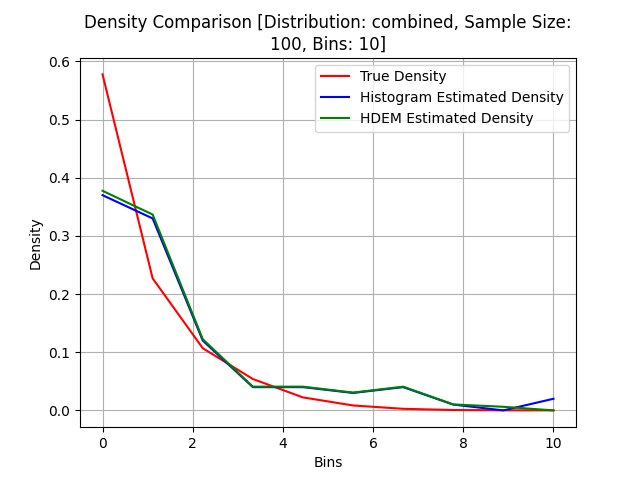 Density Comparison [Distribution: combined, Sample Size:
100, Bins: 10]
True Density
Histogram Estimated Density
HDEM Estimated Density
Density
0.6
0.5
0.4
0.3
0.2
0.1
0.0
0 2 4 6 8 10
Bins